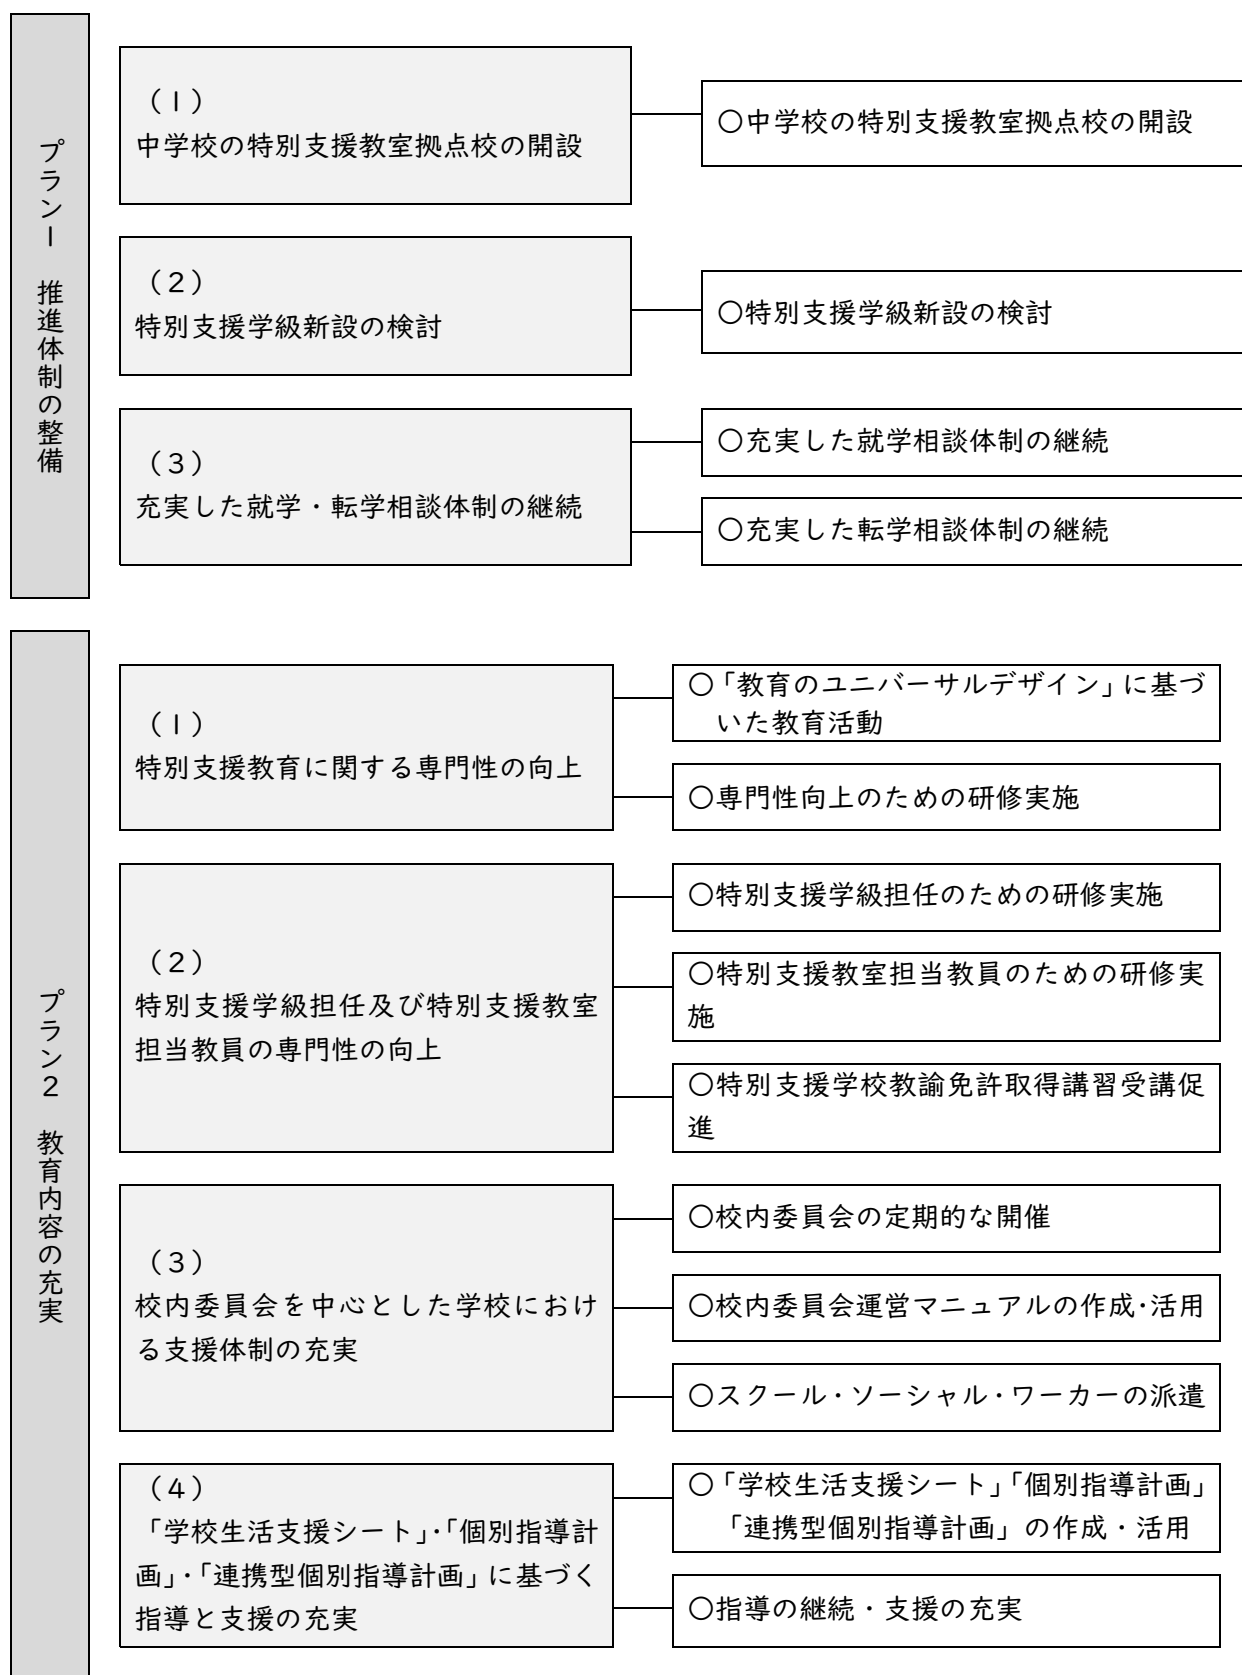 プラン1　推進体制の整備
（1）
中学校の特別支援教室拠点校の開設
〇中学校の特別支援教室拠点校の開設
（2）
特別支援学級新設の検討
〇特別支援学級新設の検討
（3）
充実した就学・転学相談体制の継続
〇充実した就学相談体制の継続
〇充実した転学相談体制の継続
プラン2　教育内容の充実
（1）
特別支援教育に関する専門性の向上
〇「教育のユニバーサルデザイン」に基づ
いた教育活動
〇専門性向上のための研修実施
（2）
特別支援学級担任及び特別支援教室
担当教員の専門性の向上
〇特別支援学級担任のための研修実施
〇特別支援教室担当教員のための研修実
施
〇特別支援学校教諭免許取得講習受講促
進
（3）
校内委員会を中心とした学校におけ
る支援体制の充実
〇校内委員会の定期的な開催
〇校内委員会運営マニュアルの作成・活用
〇スクール・ソーシャル・ワーカーの派遣
（4）
「学校生活支援シート」・「個別指導計
画」・「連携型個別指導計画」に基づく
指導と支援の充実
〇「学校生活支援シート」「個別指導計画」
「連携型個別指導計画」の作成・活用
〇指導の継続・支援の充実